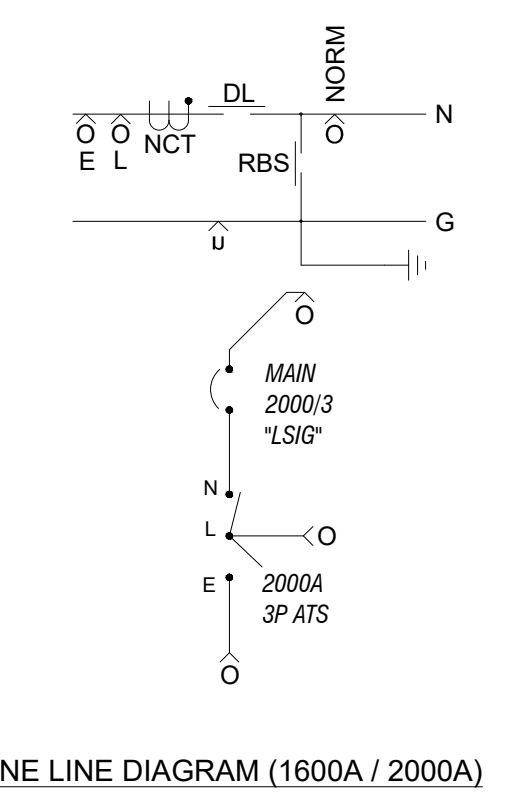 NORM
DL
N
O
O
O
NCT
E
L
RBS
G
O
MAIN
2000/3
"LSIG"
N
L
O
E
2000A
3P ATS
O
NE LINE DIAGRAM (1600A / 2000A)